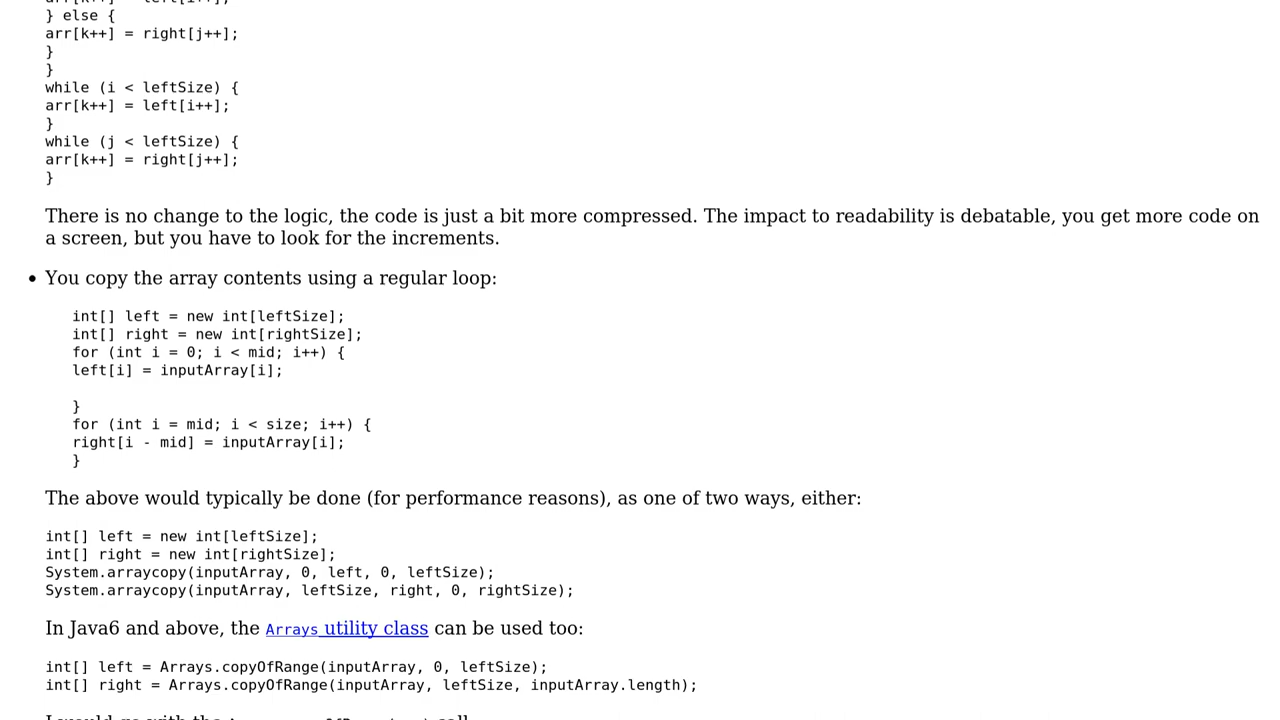 } else {
arr[k++] = right[j++];
}
}
while (i < leftSize) {
arr[k++] = left[i++];
}
while (j < leftSize) {
arr[k++] = right[j++];
}
There is no change to the logic, the code is just a bit more compressed. The impact to readability is debatable, you get more code on
a screen, but you have to look for the increments.
• You copy the array contents using a regular loop:
int[] left = new int[leftSize];
int[] right = new int[rightSize];
for (int i = 0; i < mid; i++) {
left[i] = inputArray[i];
}
for (int i = mid; i < size; i++) {
right[i - mid] = inputArray[i];
}
The above would typically be done (for performance reasons), as one of two ways, either:
int[] left = new int[leftSize];
int[] right = new int[rightSize];
System.arraycopy(inputArray, 0, left, 0, leftSize);
System.arraycopy(inputArray, leftSize, right, 0, rightSize);
In Java6 and above, the Arrays utility class can be used too:
int[] left = Arrays.copyOfRange(inputArray, 0, leftSize);
int[] right = Arrays.copyOfRange(inputArray, leftSize, inputArray.length);